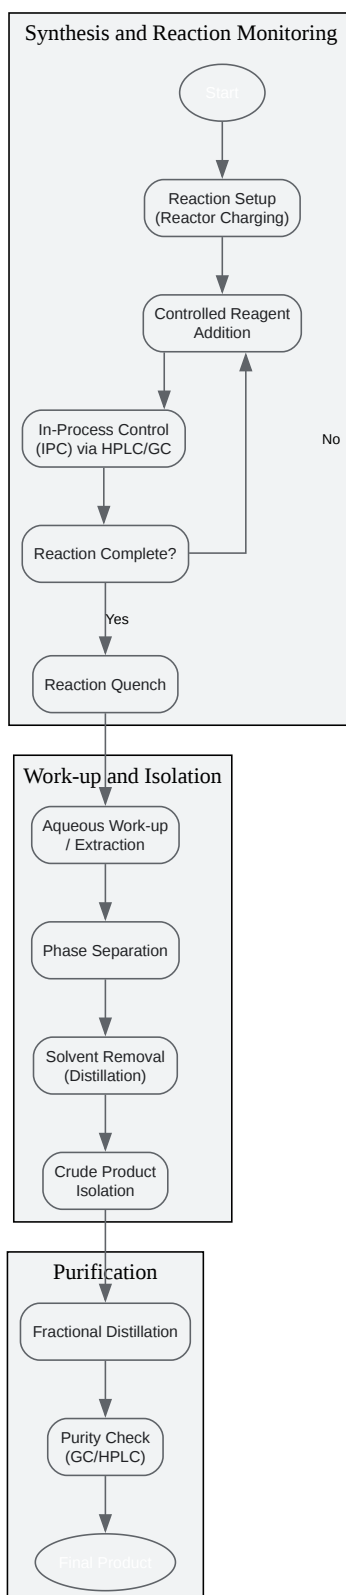 Synthesis and Reaction Monitoring
Start
Reaction Setup
(Reactor Charging)
Controlled Reagent
Addition
In-Process Control
(IPC) via HPLC/GC
No
Reaction Complete?
Yes
Reaction Quench
Work-up and Isolation
Aqueous Work-up
/ Extraction
Phase Separation
Solvent Removal
(Distillation)
Crude Product
Isolation
Purification
Fractional Distillation
Purity Check
(GC/HPLC)
Final Product